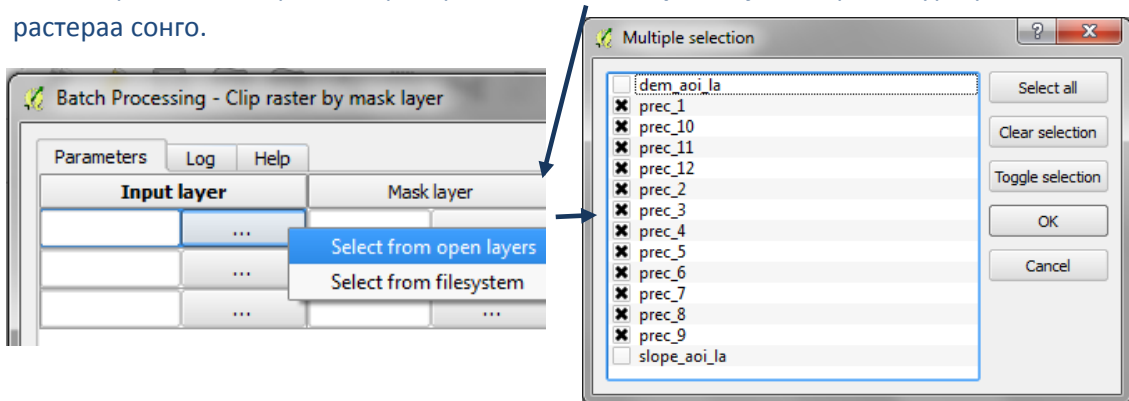 растераа сонго.
Batch Processing - Clip raster by mask layer
Parameters Log Help
Input layer Mask layer
...
Select from open layers
...
Select from filesystem
... ...
Multiple selection
dem_aoi_la
prec_1
prec_10
prec_11
prec_12
prec_2
prec_3
prec_4
prec_5
prec_6
prec_7
prec_8
prec_9
slope_aoi_la
Select all
Clear selection
Toggle selection
OK
Cancel